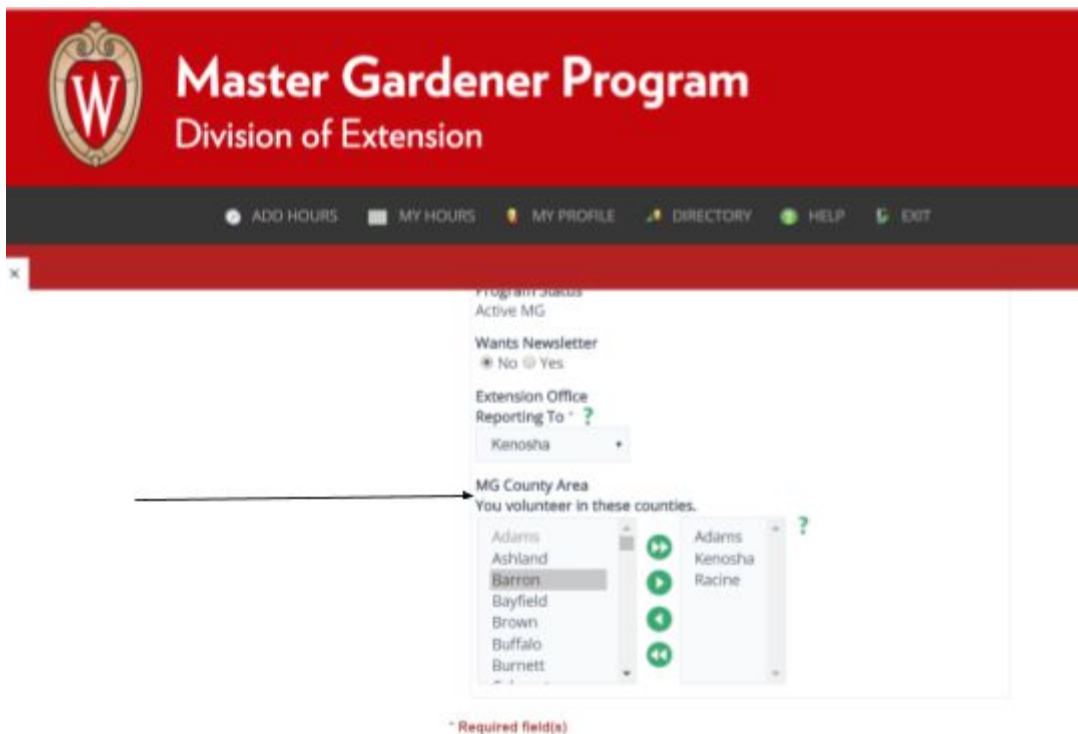 W
Master Gardener Program
Division of Extension
ADD HOURS MY HOURS MY PROFILE DIRECTORY HELP EXIT
×
Program Status
Active MG
Wants Newsletter
No Yes
Extension Office
Reporting To * ?
Kenosha
MG County Area
You volunteer in these counties.
?
Adams
Ashland
Barron
Bayfield
Brown
Buffalo
Burnett
Adams
Kenosha
Racine
* Required field(s)